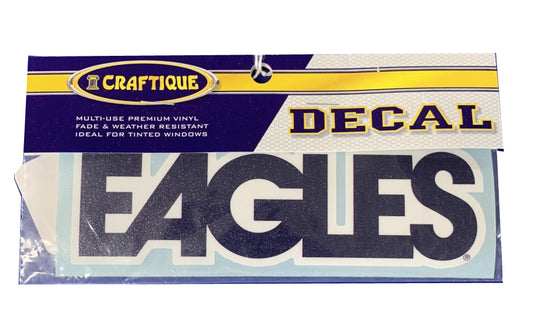 CRAFTIQUE
MULTI-USE PREMIUM VINYL
FADE & WEATHER RESISTANT
IDEAL FOR TINTED WINDOWS
DECAL
EAGLES®